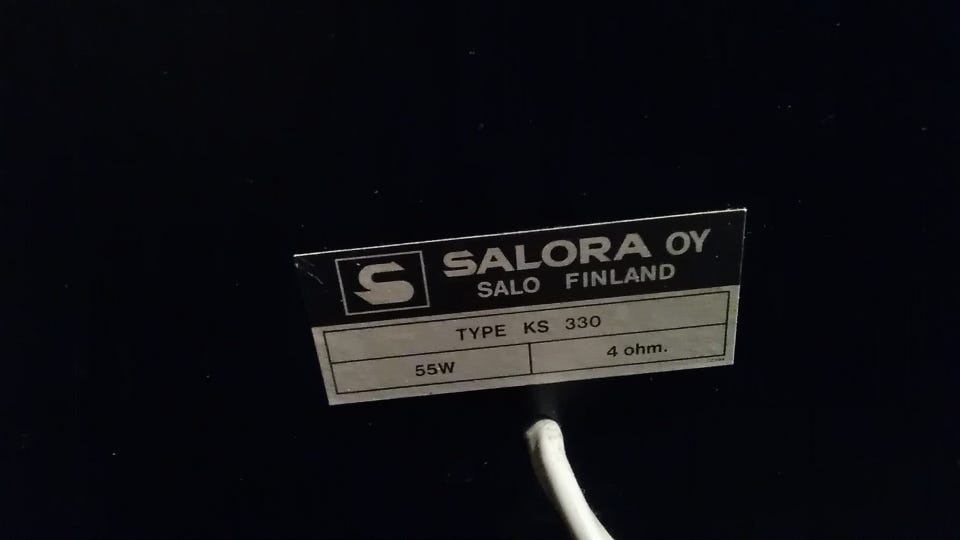 S SALORA OY
SALO FINLAND
TYPE KS 330
55W 4 ohm.